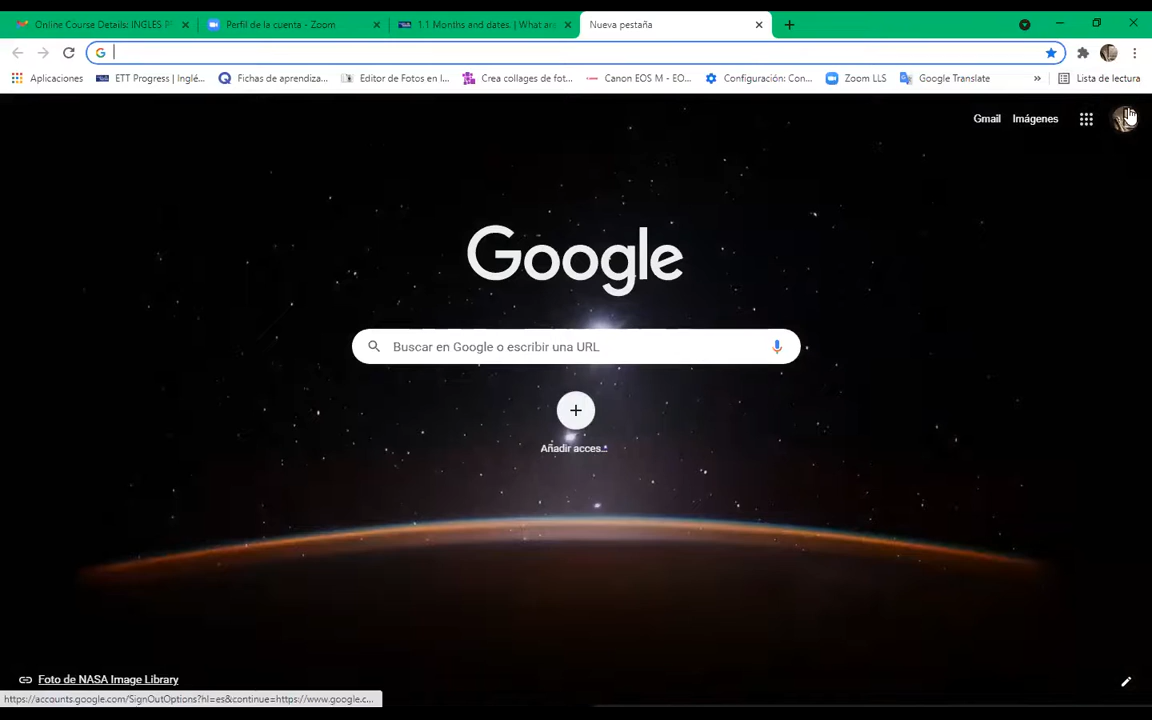 Online Course Details: INGLES P
Perfil de la cuenta - Zoom
1.1 Months and dates. | What are
Nueva pestaña
Aplicaciones
ETT Progress | Inglé...
Fichas de aprendiza...
Editor de Fotos en l...
Crea collages de fot...
Canon EOS M - EO...
Configuración: Con...
Zoom LLS
Google Translate
»
Lista de lectura
Gmail
Imágenes
Google
Buscar en Google o escribir una URL
Añadir acces...
Foto de NASA Image Library
https://accounts.google.com/SignOutOptions?hl=es&continue=https://www.google.c...